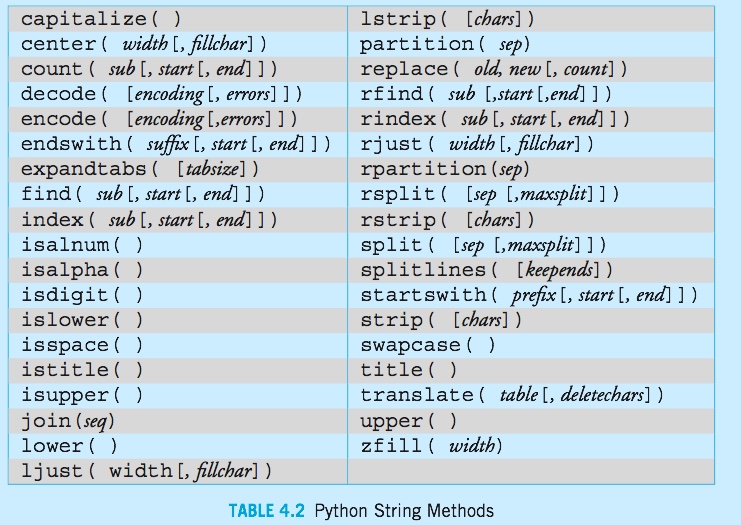 capitalize( )
center( width[, fillchar])
count( sub[, start[, end]])
decode( [encoding[, errors]])
encode( [encoding[,errors]])
endswith( suffix[, start[, end]])
expandtabs( [tabsize])
find( sub[, start[, end]])
index( sub[, start[, end]])
isalnum( )
isalpha( )
isdigit( )
islower( )
isspace( )
istitle( )
isupper( )
join(seq)
lower( )
ljust( width[, fillchar])
lstrip( [chars])
partition( sep)
replace( old, new[, count])
rfind( sub [,start[,end]])
rindex( sub[, start[, end]])
rjust( width[, fillchar])
rpartition(sep)
rsplit( [sep [,maxsplit]])
rstrip( [chars])
split( [sep [,maxsplit]])
splitlines( [keepends])
startswith( prefix[, start[, end]])
strip( [chars])
swapcase( )
title( )
translate( table[, deletechars])
upper( )
zfill( width)
TABLE 4.2 Python String Methods